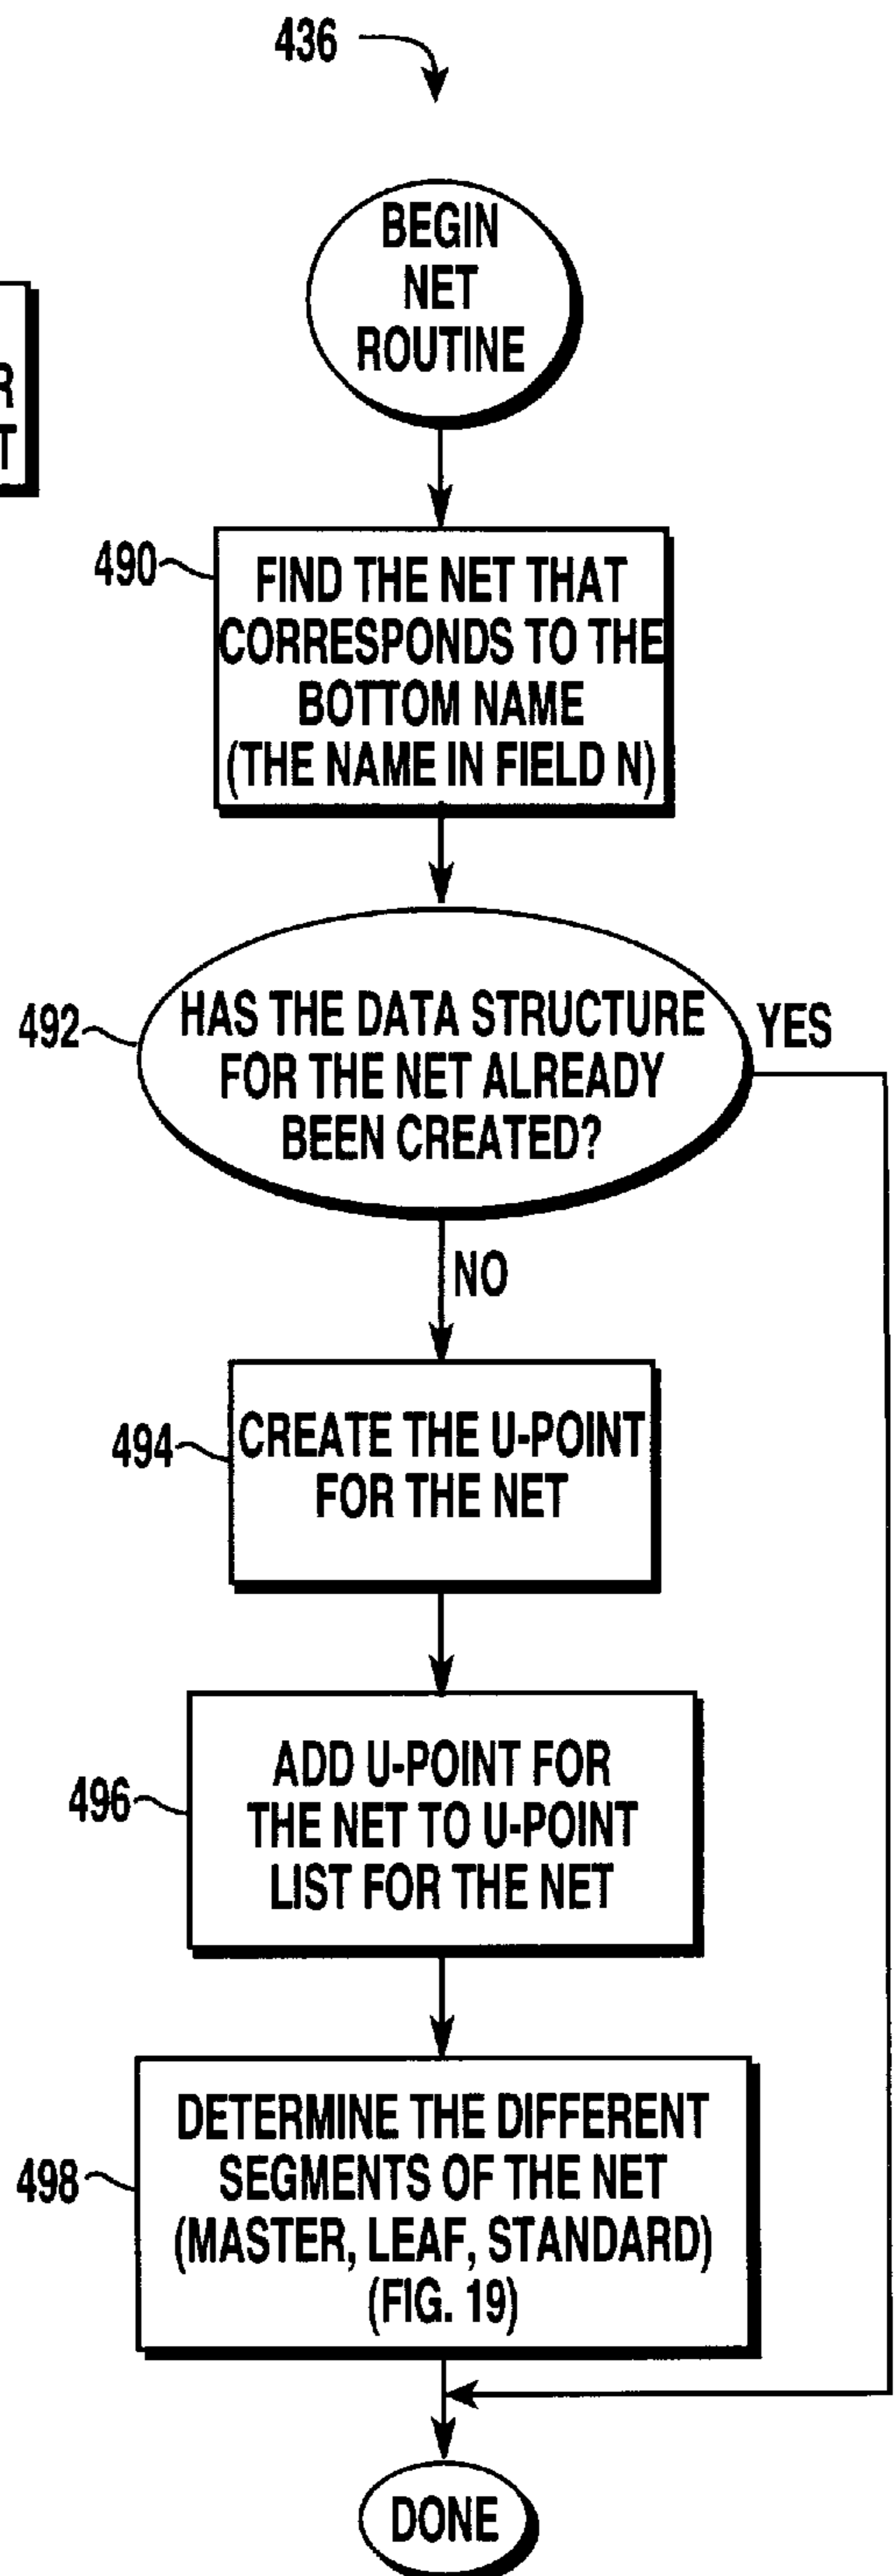 436
BEGIN
NET
ROUTINE
R
T
490
FIND THE NET THAT
CORRESPONDS TO THE
BOTTOM NAME
(THE NAME IN FIELD N)
492
HAS THE DATA STRUCTURE
FOR THE NET ALREADY
BEEN CREATED?
YES
NO
494
CREATE THE U-POINT
FOR THE NET
496
ADD U-POINT FOR
THE NET TO U-POINT
LIST FOR THE NET
498
DETERMINE THE DIFFERENT
SEGMENTS OF THE NET
(MASTER, LEAF, STANDARD)
(FIG. 19)
DONE